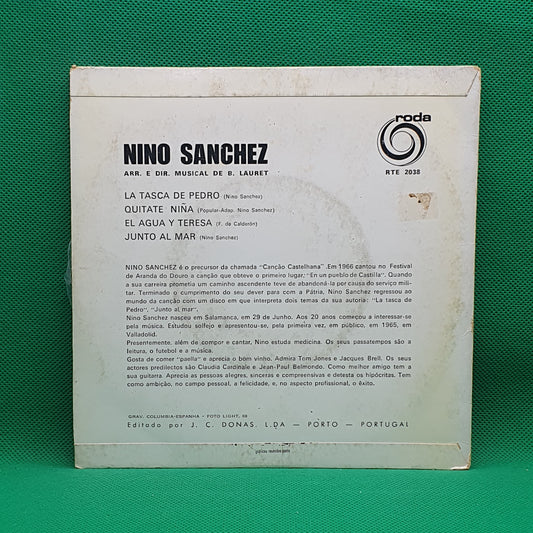 roda
RTE 2038
NINO SANCHEZ
ARR. E DIR. MUSICAL DE B. LAURET
LA TASCA DE PEDRO (Nino Sanchez)
QUITATE NIÑA (Popular-Adap. Nino Sanchez)
EL AGUA Y TERESA (F. de Calderón)
JUNTO AL MAR (Nino Sanchez)
NINO SANCHEZ é o precursor da chamada "Canção Castelhana". Em 1966 cantou no Festival
de Aranda do Douro a canção que obteve o primeiro lugar, "En un pueblo de Castilla". Quando
a sua carreira prometia um caminho ascendente teve de abandoná-la por causa do serviço mili-
tar. Terminado o cumprimento do seu dever para com a Pátria, Nino Sanchez regressou ao
mundo da canção com um disco em que interpreta dois temas da sua autoria: "La tasca de
Pedro", "Junto al mar".
Nino Sanchez nasceu em Salamanca, em 29 de Junho. Aos 20 anos começou a interessar-se
pela música. Estudou solfejo e apresentou-se, pela primeira vez, em público, em 1965, em
Valladolid.
Presentemente, além de compor e cantar, Nino estuda medicina. Os seus passatempos são a
leitura, o futebol e a música.
Gosta de comer "paella" e aprecia o bom vinho. Admira Tom Jones e Jacques Brell. Os seus
actores predilectos são Claudia Cardinale e Jean-Paul Belmondo. Como melhor amigo tem a
sua guitarra. Aprecia as pessoas alegres, sinceras e compreensivas e detesta os hipócritas. Tem
como ambição, no campo pessoal, a felicidade, e, no aspecto profissional, o êxito.
GRAV. COLUMBIA-ESPANHA • FOTO LIGHT, 68
Editado por J. C. DONAS, L.DA — PORTO — PORTUGAL